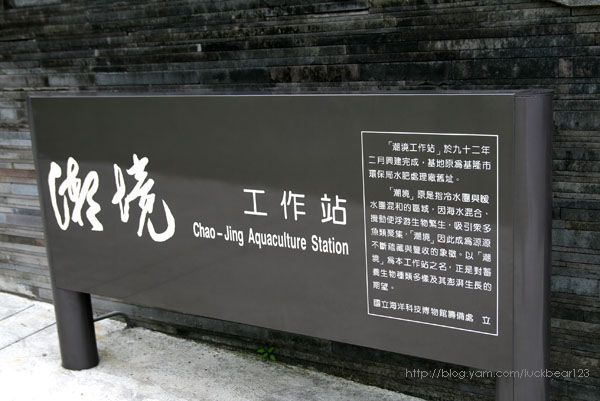 潮境
工作站
Chao-Jing Aquaculture Station
「潮境工作站」於九十二年
二月興建完成，基地原為基隆市
環保局水肥處理廠舊址。
「潮境」原是指冷水團與暖
水團混和的區域，因海水混合、
擾動使浮游生物繁生，吸引眾多
魚類聚集，「潮境」因此成為源源
不斷蘊藏與豐收的象徵。以「潮
境」為本工作站之名，正是對蓄
養生物種類多樣及其澎湃生長的
期望。
國立海洋科技博物館籌備處 立
http://blog.yam.com/luckbear123